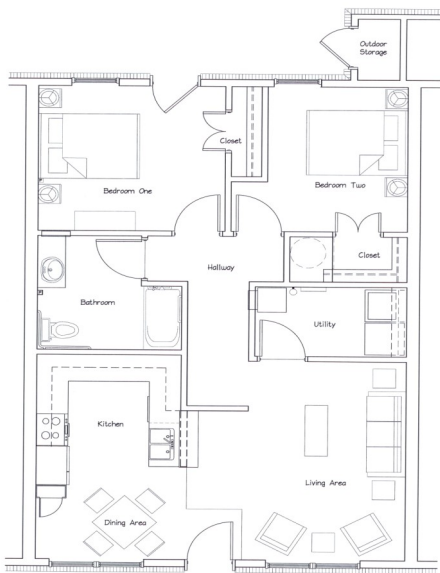 Outdoor
Storage
Closet
Bedroom One
Bedroom Two
Closet
Hallway
Bathroom
Utility
Kitchen
Living Area
Dining Area